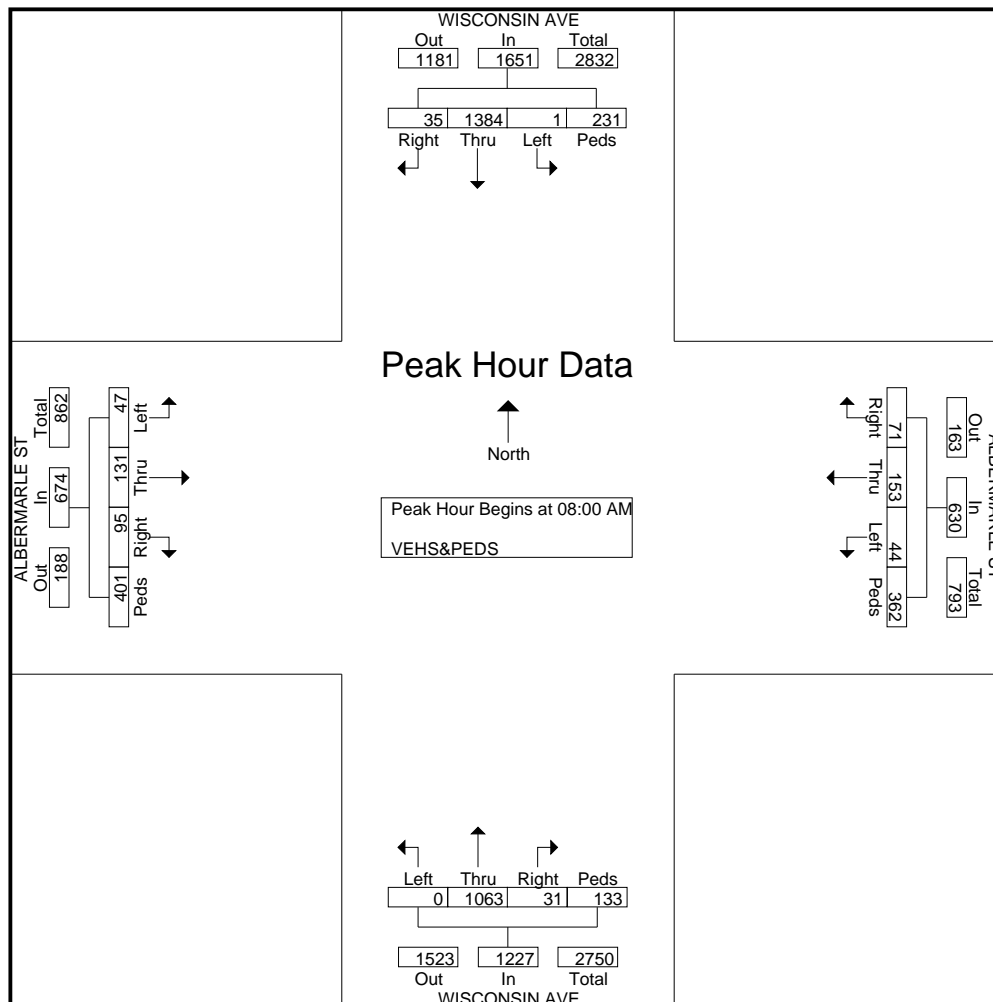 WISCONSIN AVE
Out In Total
1181 1651 2832
35 1384 1 231
Right Thru Left Peds
Peak Hour Data
North
Peak Hour Begins at 08:00 AM
VEHS&PEDS
ALBERMARLE ST
Out In Total
188 674 862
Left Thru Right Peds
47 131 95 401
ALBERMARLE ST
Out In Total
163 630 793
71 153 44 362
Right Thru Left Peds
Left Thru Right Peds
0 1063 31 133
1523 1227 2750
Out In Total
WISCONSIN AVE